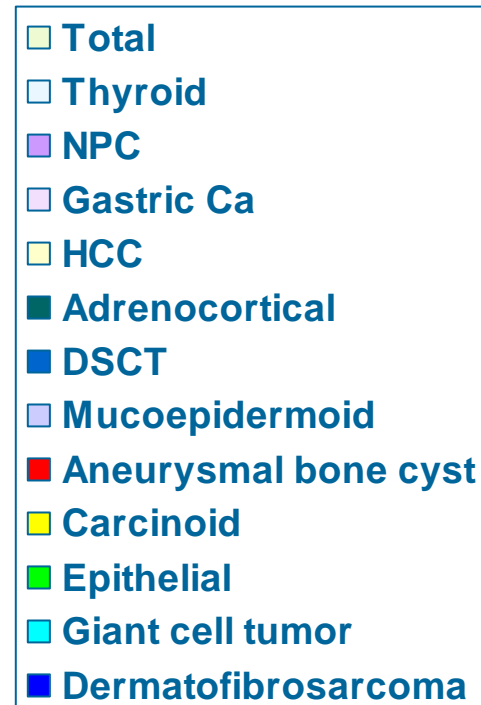 Total
Thyroid
NPC
Gastric Ca
HCC
Adrenocortical
DSCT
Mucoepidermoid
Aneurysmal bone cyst
Carcinoid
Epithelial
Giant cell tumor
Dermatofibrosarcoma